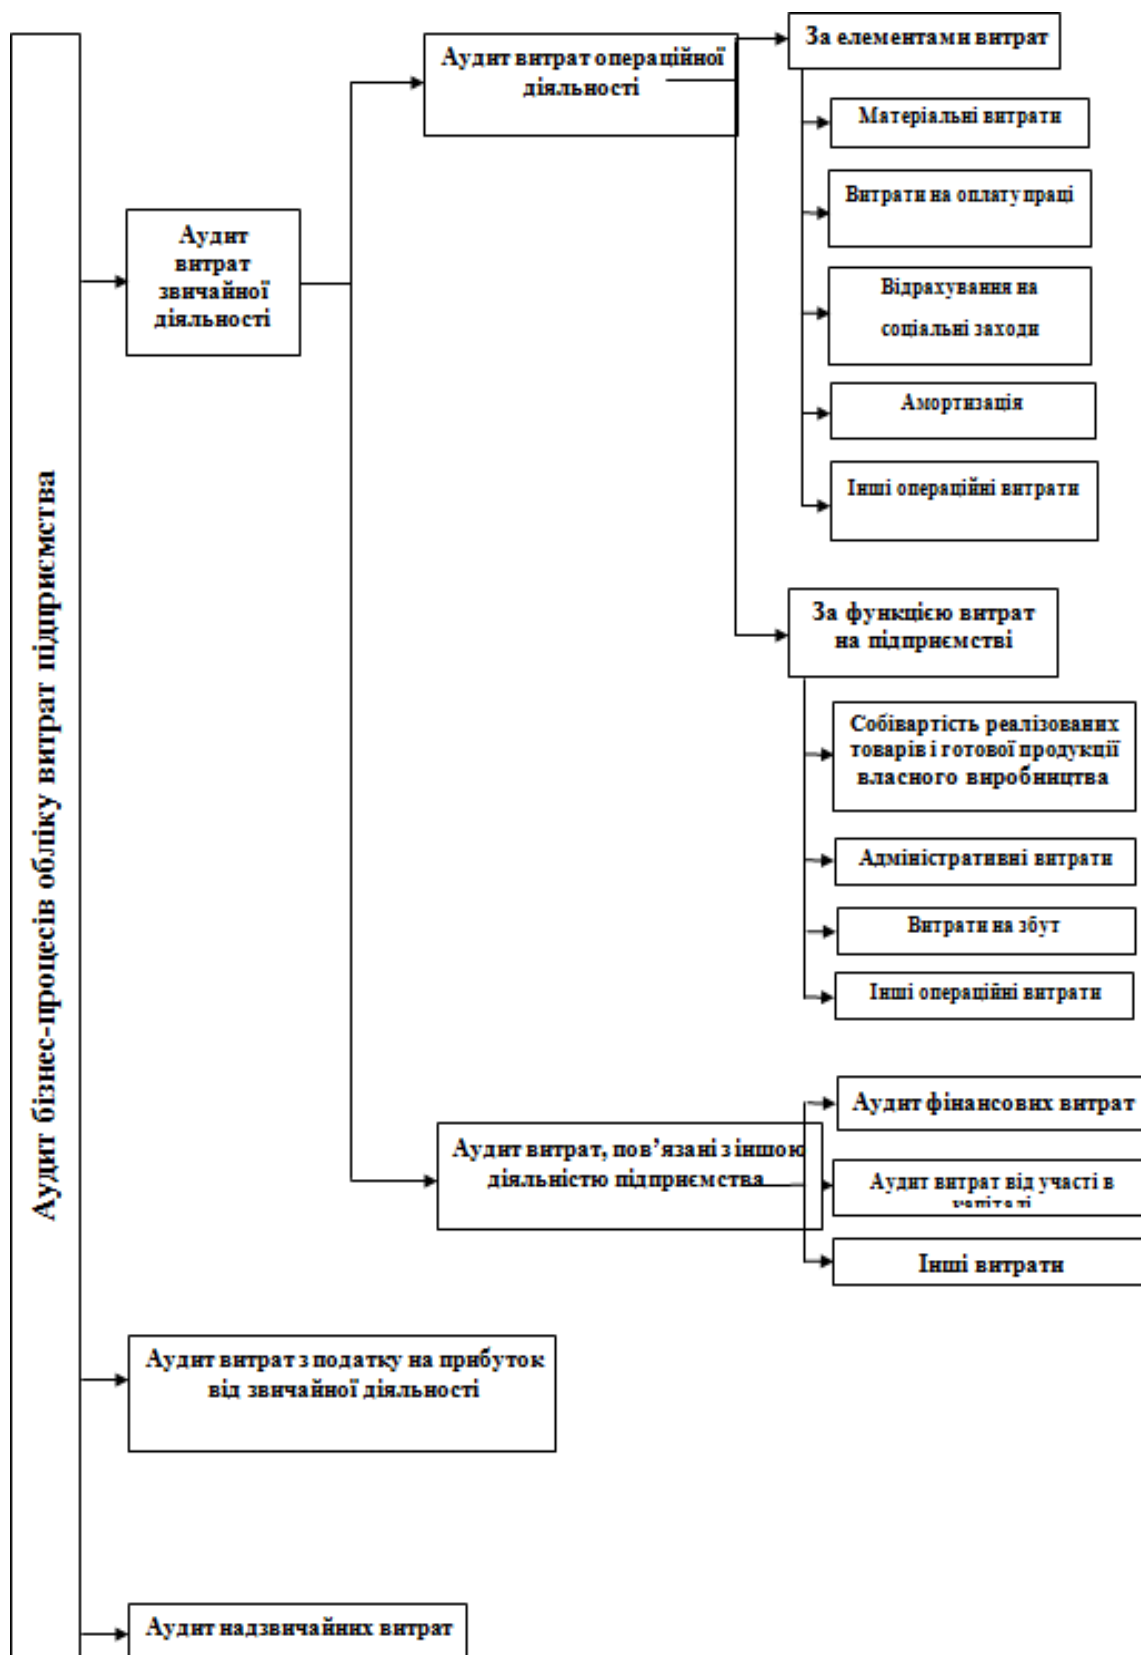 Аудит бізнес-процесів обліку витрат підприємства
Аудит
витрат
звичайної
діяльності
Аудит витрат операційної
діяльності
За елементами витрат
Матеріальні витрати
Витрати на оплату праці
Відрахування на
соціальні заходи
Амортизація
Інші операційні витрати
За функцією витрат
на підприємстві
Собівартість реалізованих
товарів і готової продукції
власного виробництва
Адміністративні витрати
Витрати на збут
Інші операційні витрати
Аудит витрат, пов’язані з іншою
діяльністю підприємства
Аудит фінансових витрат
Аудит витрат від участі в
капіталі
Інші витрати
Аудит витрат з податку на прибуток
від звичайної діяльності
Аудит надзвичайних витрат